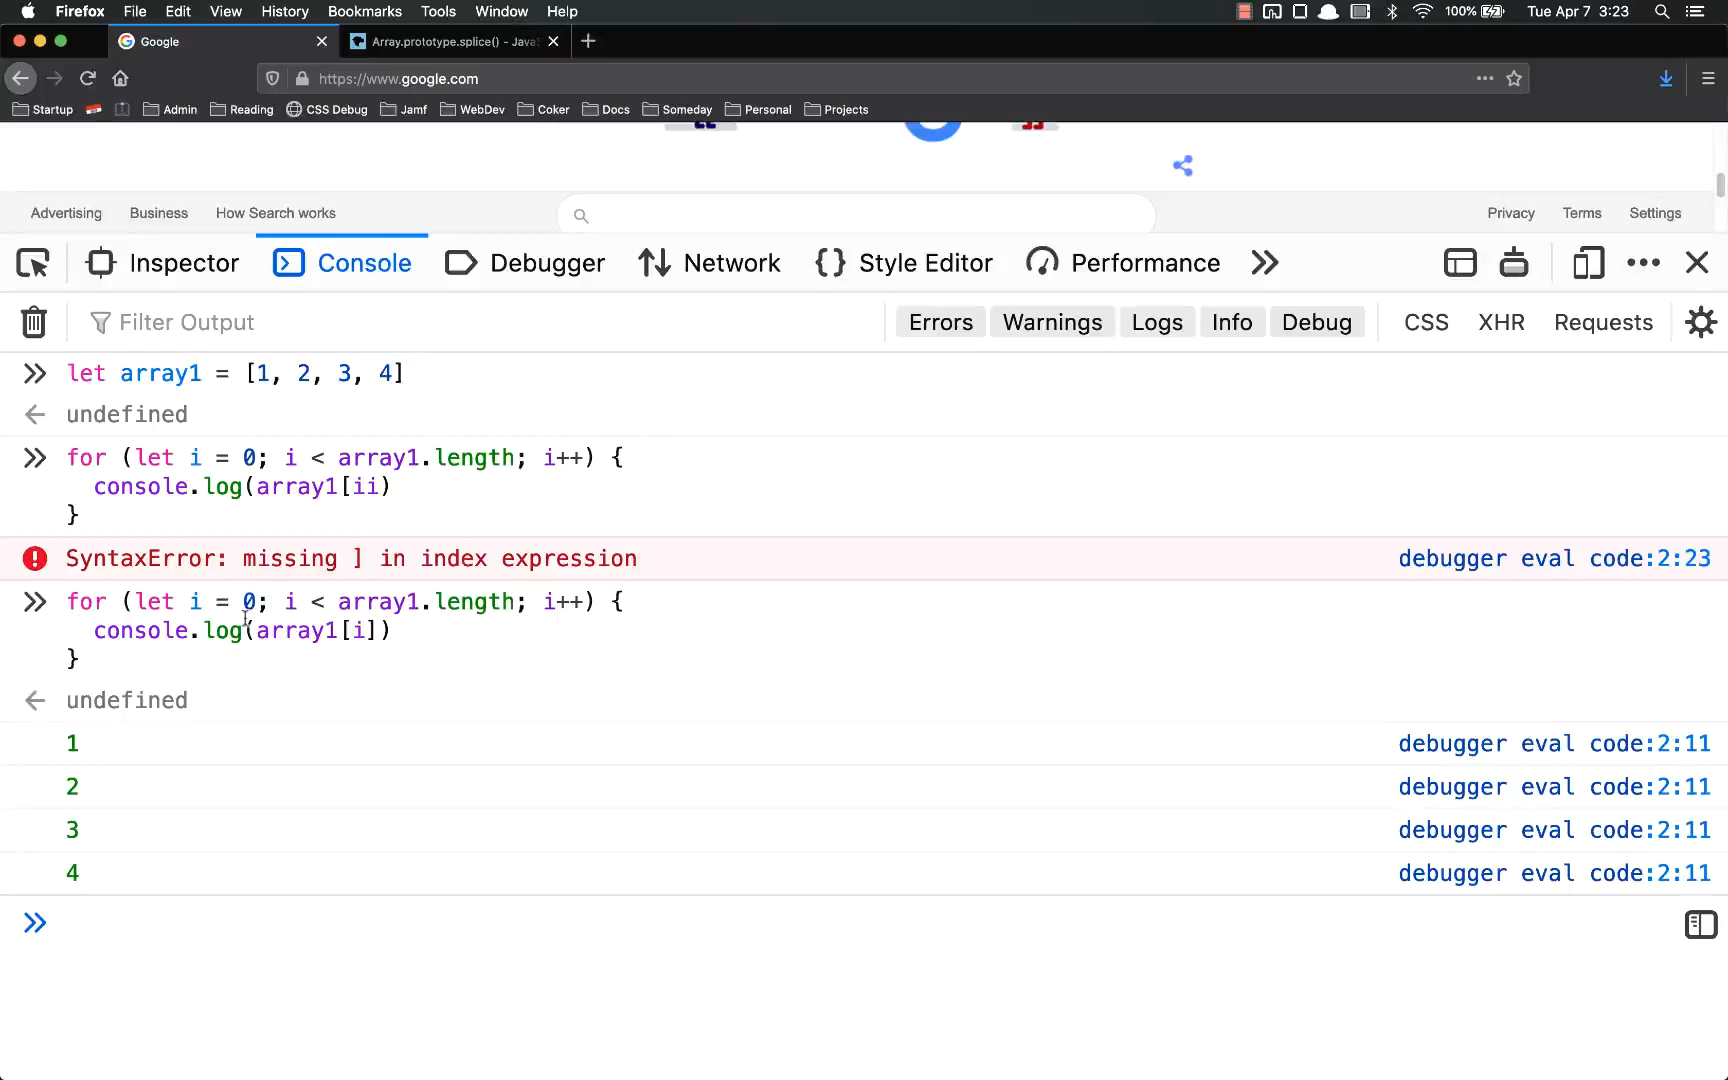 Firefox File Edit View History Bookmarks Tools Window Help 100% Tue Apr 7 3:23
Google Array.prototype.splice() - Java
https://www.google.com
Startup Admin Reading CSS Debug Jamf WebDev Coker Docs Someday Personal Projects
Advertising Business How Search works Privacy Terms Settings
Inspector Console Debugger Network Style Editor Performance
Filter Output Errors Warnings Logs Info Debug CSS XHR Requests
let array1 = [1, 2, 3, 4]
undefined
for (let i = 0; i < array1.length; i++) {
console.log(array1[ii)
}
SyntaxError: missing ] in index expression debugger eval code:2:23
for (let i = 0; i < array1.length; i++) {
console.log(array1[i])
}
undefined
1 debugger eval code:2:11
2 debugger eval code:2:11
3 debugger eval code:2:11
4 debugger eval code:2:11